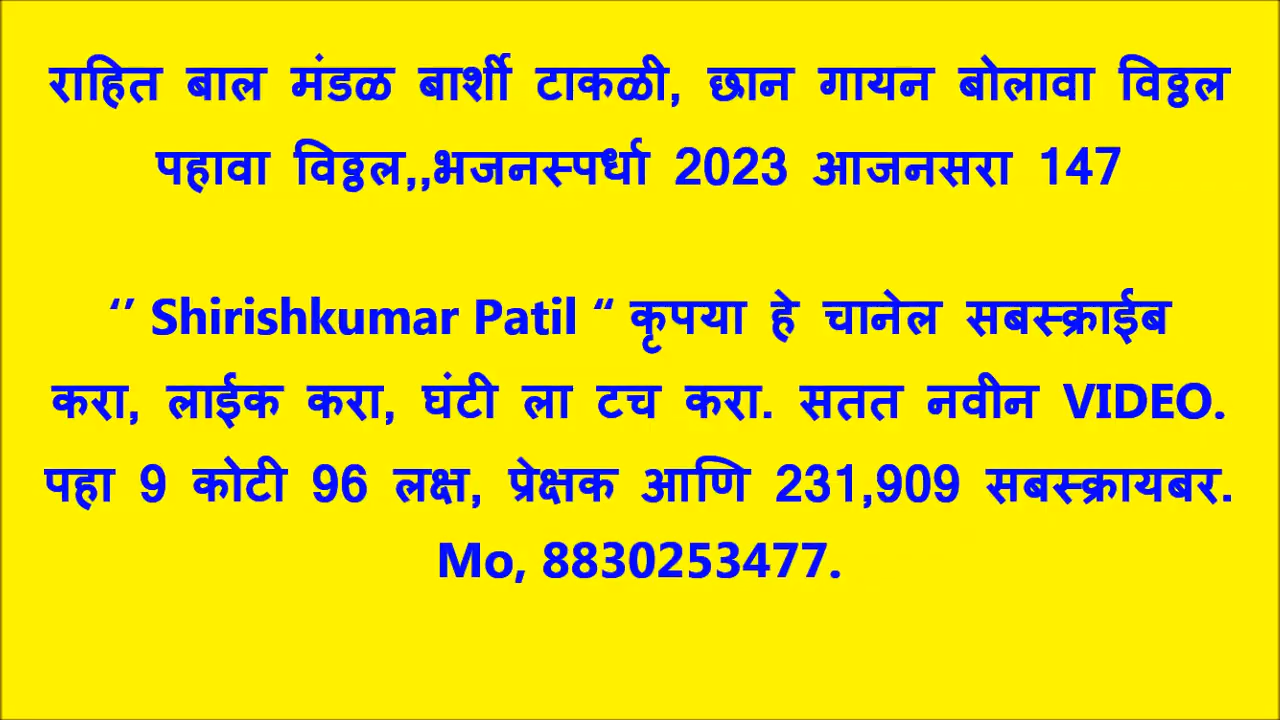 राहित बाल मंडळ बार्शी टाकळी, छान गायन बोलावा विठ्ठल
पहावा विठ्ठल,,भजनस्पर्धा 2023 आजनसरा 147
‘’ Shirishkumar Patil “ कृपया हे चानेल सबस्क्राईब
करा, लाईक करा, घंटी ला टच करा. सतत नवीन VIDEO.
पहा 9 कोटी 96 लक्ष, प्रेक्षक आणि 231,909 सबस्क्रायबर.
Mo, 8830253477.